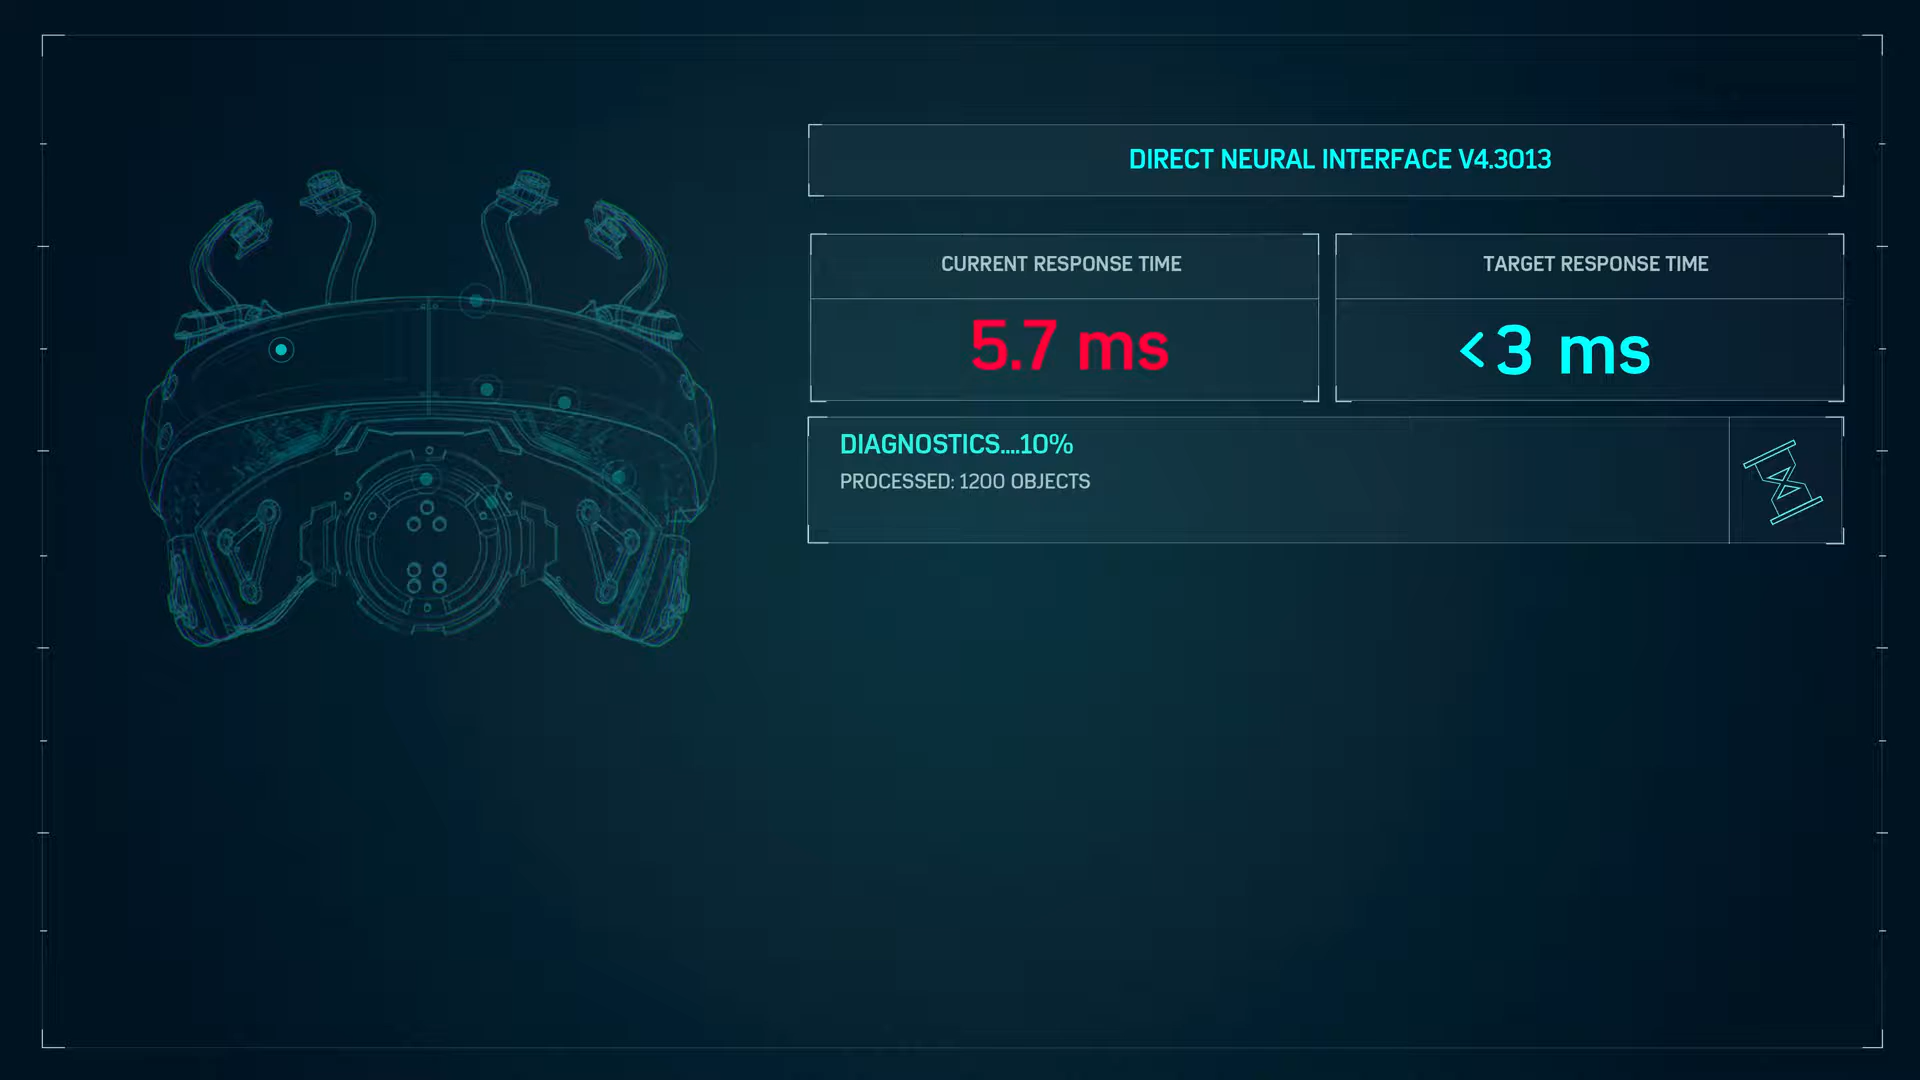 DIRECT NEURAL INTERFACE V4.3013
CURRENT RESPONSE TIME
5.7 ms
TARGET RESPONSE TIME
<3 ms
DIAGNOSTICS....10%
PROCESSED: 1200 OBJECTS